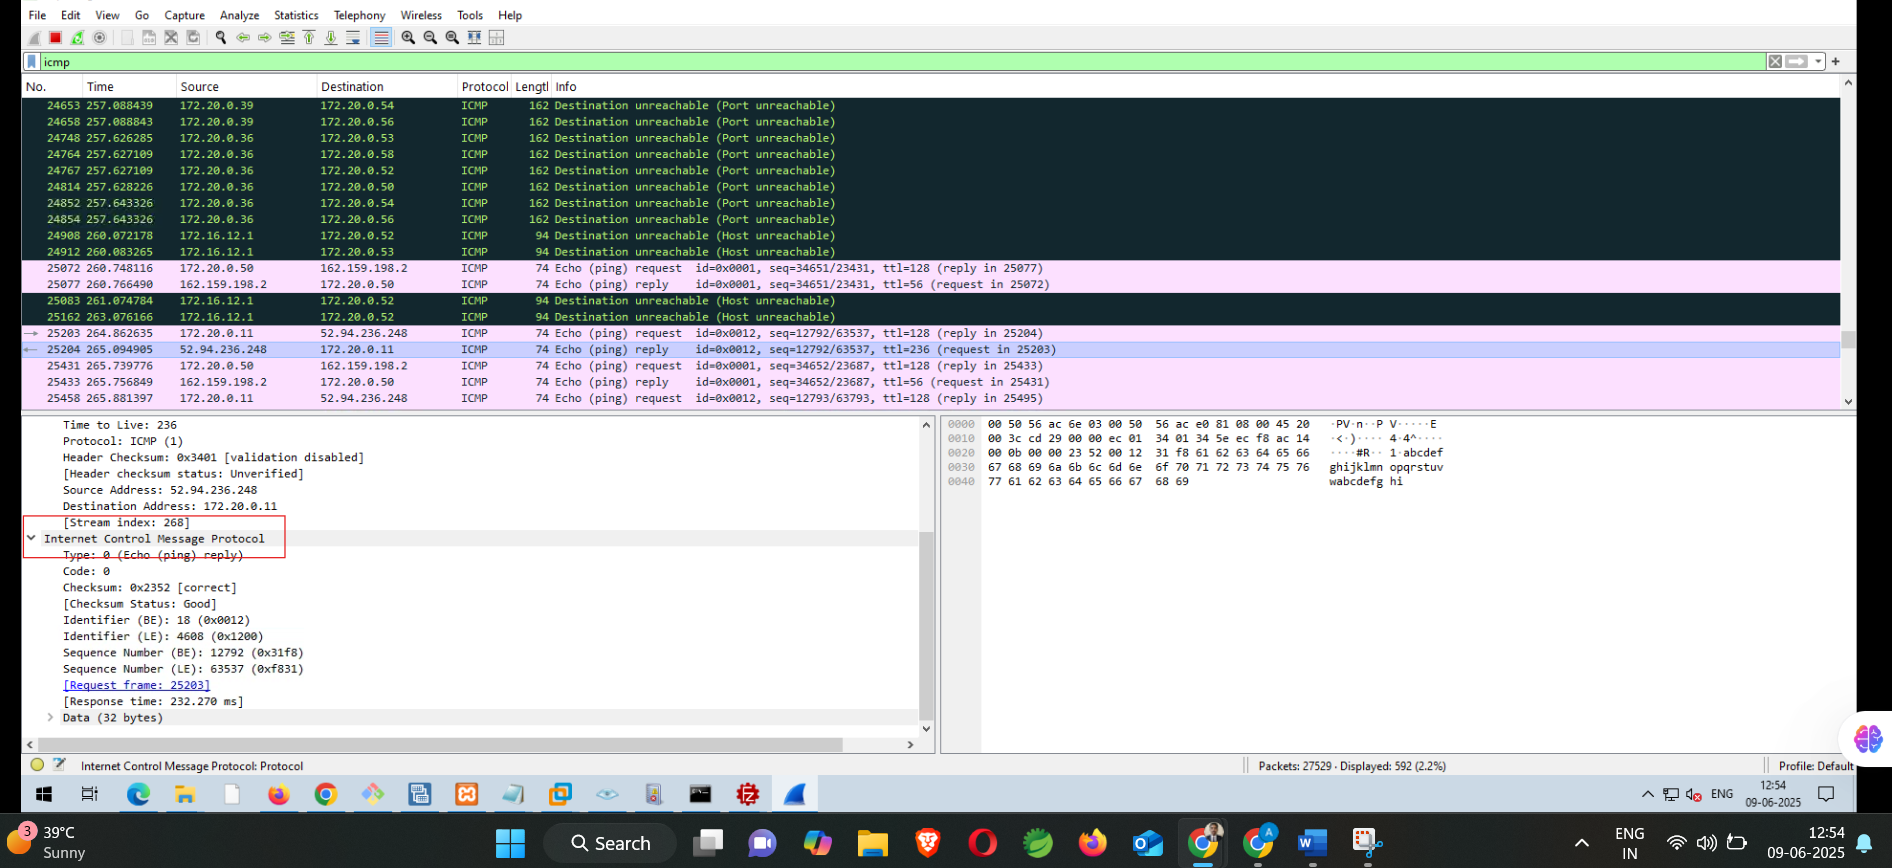 File Edit View Go Capture Analyze Statistics Telephony Wireless Tools Help
icmp
No. Time Source Destination Protocol Lengtl Info
24653 257.088439 172.20.0.39 172.20.0.54 ICMP 162 Destination unreachable (Port unreachable)
24658 257.088843 172.20.0.39 172.20.0.56 ICMP 162 Destination unreachable (Port unreachable)
24748 257.626285 172.20.0.36 172.20.0.53 ICMP 162 Destination unreachable (Port unreachable)
24764 257.627109 172.20.0.36 172.20.0.58 ICMP 162 Destination unreachable (Port unreachable)
24767 257.627109 172.20.0.36 172.20.0.52 ICMP 162 Destination unreachable (Port unreachable)
24814 257.628226 172.20.0.36 172.20.0.50 ICMP 162 Destination unreachable (Port unreachable)
24852 257.643326 172.20.0.36 172.20.0.54 ICMP 162 Destination unreachable (Port unreachable)
24854 257.643326 172.20.0.36 172.20.0.56 ICMP 162 Destination unreachable (Port unreachable)
24908 260.072178 172.16.12.1 172.20.0.52 ICMP 94 Destination unreachable (Host unreachable)
24912 260.083265 172.16.12.1 172.20.0.53 ICMP 94 Destination unreachable (Host unreachable)
25072 260.748116 172.20.0.50 162.159.198.2 ICMP 74 Echo (ping) request id=0x0001, seq=34651/23431, ttl=128 (reply in 25077)
25077 260.766490 162.159.198.2 172.20.0.50 ICMP 74 Echo (ping) reply id=0x0001, seq=34651/23431, ttl=56 (request in 25072)
25083 261.074784 172.16.12.1 172.20.0.52 ICMP 94 Destination unreachable (Host unreachable)
25162 263.076166 172.16.12.1 172.20.0.52 ICMP 94 Destination unreachable (Host unreachable)
25203 264.862635 172.20.0.11 52.94.236.248 ICMP 74 Echo (ping) request id=0x0012, seq=12792/63537, ttl=128 (reply in 25204)
25204 265.094905 52.94.236.248 172.20.0.11 ICMP 74 Echo (ping) reply id=0x0012, seq=12792/63537, ttl=236 (request in 25203)
25431 265.739776 172.20.0.50 162.159.198.2 ICMP 74 Echo (ping) request id=0x0001, seq=34652/23687, ttl=128 (reply in 25433)
25433 265.756849 162.159.198.2 172.20.0.50 ICMP 74 Echo (ping) reply id=0x0001, seq=34652/23687, ttl=56 (request in 25431)
25458 265.881397 172.20.0.11 52.94.236.248 ICMP 74 Echo (ping) request id=0x0012, seq=12793/63793, ttl=128 (reply in 25495)
Time to Live: 236
Protocol: ICMP (1)
Header Checksum: 0x3401 [validation disabled]
[Header checksum status: Unverified]
Source Address: 52.94.236.248
Destination Address: 172.20.0.11
[Stream index: 268]
Internet Control Message Protocol
Type: 0 (Echo (ping) reply)
Code: 0
Checksum: 0x2352 [correct]
[Checksum Status: Good]
Identifier (BE): 18 (0x0012)
Identifier (LE): 4608 (0x1200)
Sequence Number (BE): 12792 (0x31f8)
Sequence Number (LE): 63537 (0xf831)
[Request frame: 25203]
[Response time: 232.270 ms]
Data (32 bytes)
0000 00 50 56 ac 6e 03 00 50 56 ac e0 81 08 00 45 20 ·PV·n··P V·····E
0010 00 3c cd 29 00 00 ec 01 34 01 34 5e ec f8 ac 14 ·<·)···· 4·4^····
0020 00 0b 00 00 23 52 00 12 31 f8 61 62 63 64 65 66 ····#R·· 1·abcdef
0030 67 68 69 6a 6b 6c 6d 6e 6f 70 71 72 73 74 75 76 ghijklmn opqrstuv
0040 77 61 62 63 64 65 66 67 68 69 wabcdefg hi
Internet Control Message Protocol: Protocol
Packets: 27529 · Displayed: 592 (2.2%)
Profile: Default
ENG
12:54
09-06-2025
3
39°C
Sunny
Search
A
ENG
IN
12:54
09-06-2025